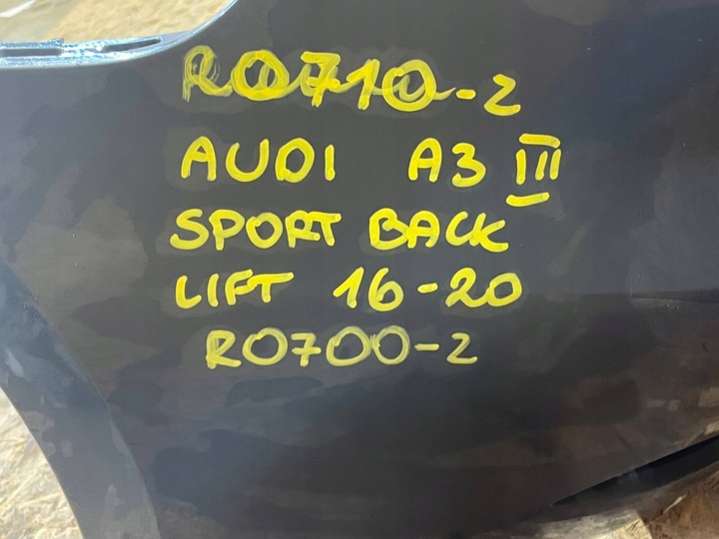 R0710-2
AUDI A3 III
SPORT BACK
LIFT 16-20
R0700-2